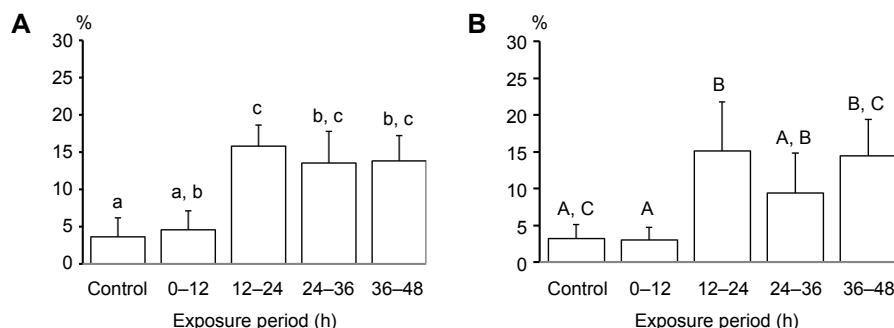 A
%
30
25
20
15
10
5
0
a
a, b
c
b, c
b, c
Control 0–12 12–24 24–36 36–48
Exposure period (h)
B
%
30
25
20
15
10
5
0
A, C
A
B
A, B
B, C
Control 0–12 12–24 24–36 36–48
Exposure period (h)